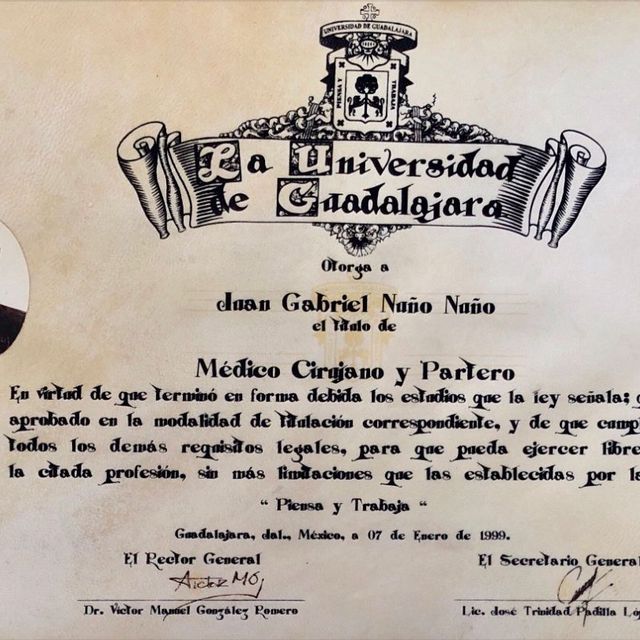 UNIVERSIDAD DE GUADALAJARA
PIENSA Y TRABAJA
La Universidad
de Guadalajara
Otorga a
Juan Gabriel Nuño Nuño
el título de
Médico Cirujano y Partero
En virtud de que terminó en forma debida los estudios que la ley señala;
aprobado en la modalidad de titulación correspondiente, y de que cumpl
todos los demás requisitos legales, para que pueda ejercer libre
la citada profesión, sin más limitaciones que las establecidas por la
“ Piensa y Trabaja “
Guadalajara, Jal., México, a 07 de Enero de 1999.
El Rector General
El Secretario General
Dr. Víctor Manuel González Romero
Lic. José Trinidad Padilla Ló